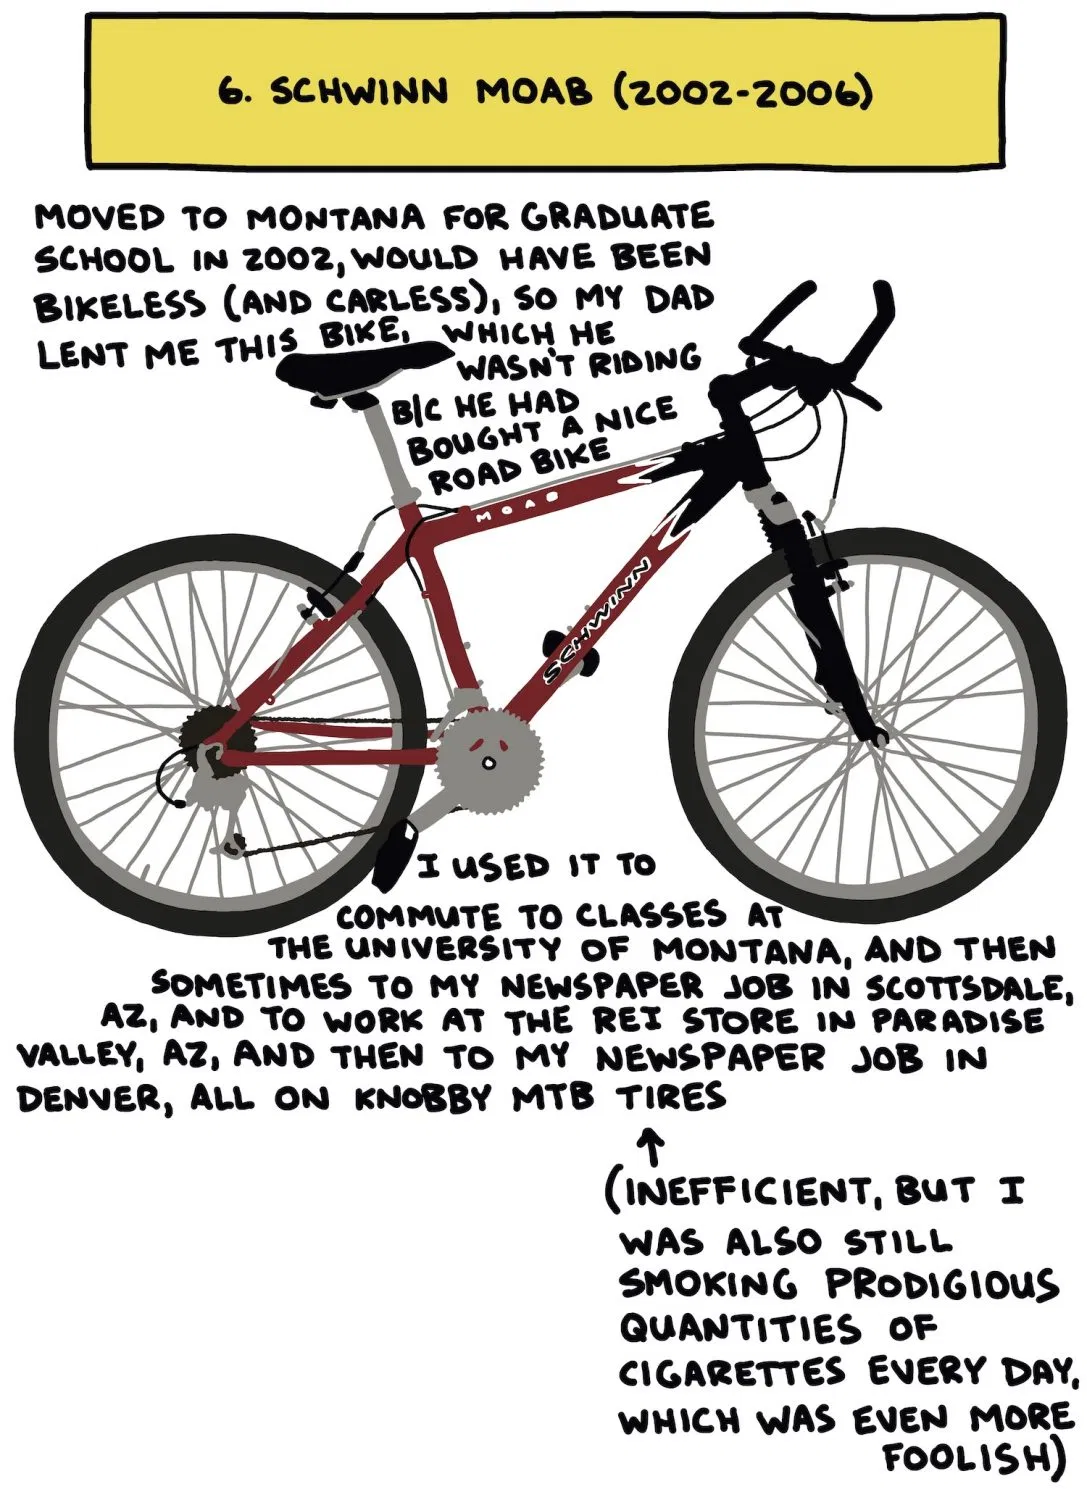 6. SCHWINN MOAB (2002-2006)
MOVED TO MONTANA FOR GRADUATE
SCHOOL IN 2002, WOULD HAVE BEEN
BIKELESS (AND CARLESS), SO MY DAD
LENT ME THIS BIKE, WHICH HE
WASN'T RIDING
B/C HE HAD
BOUGHT A NICE
ROAD BIKE
MOAB
SCHWINN
I USED IT TO
COMMUTE TO CLASSES AT
THE UNIVERSITY OF MONTANA, AND THEN
SOMETIMES TO MY NEWSPAPER JOB IN SCOTTSDALE,
AZ, AND TO WORK AT THE REI STORE IN PARADISE
VALLEY, AZ, AND THEN TO MY NEWSPAPER JOB IN
DENVER, ALL ON KNOBBY MTB TIRES
(INEFFICIENT, BUT I
WAS ALSO STILL
SMOKING PRODIGIOUS
QUANTITIES OF
CIGARETTES EVERY DAY,
WHICH WAS EVEN MORE
FOOLISH)